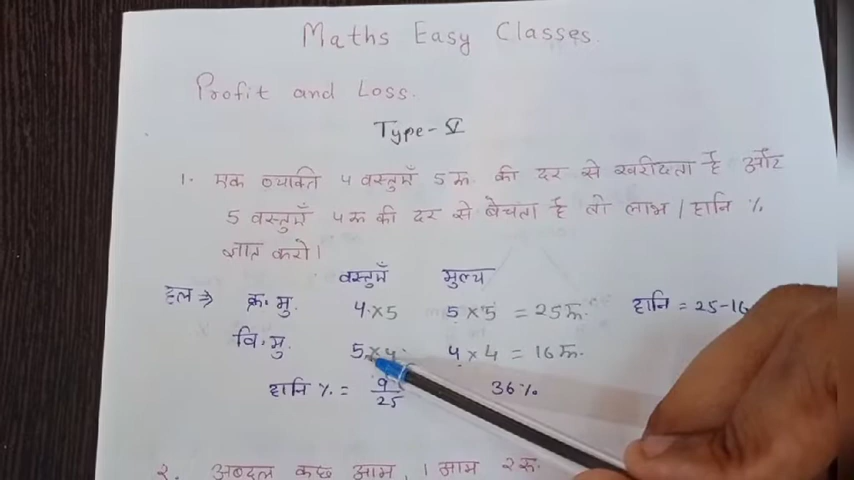 Maths Easy Classes.
Profit and Loss.
Type-V
1. एक व्यक्ति 4 वस्तुएँ 5 रू. की दर से खरीदता है और
5 वस्तुएँ 4 रू की दर से बेचता है तो लाभ / हानि %
ज्ञात करो।
वस्तुएँ मुल्य
हल ⇒ क्र. मु. 4×5 5×5 = 25रू. हानि = 25-16
वि. मु. 5×4 4×4 = 16रू.
हानि % = 9/25 36%
2. अब्दुल कुछ आम, 1 आम 2 रू.